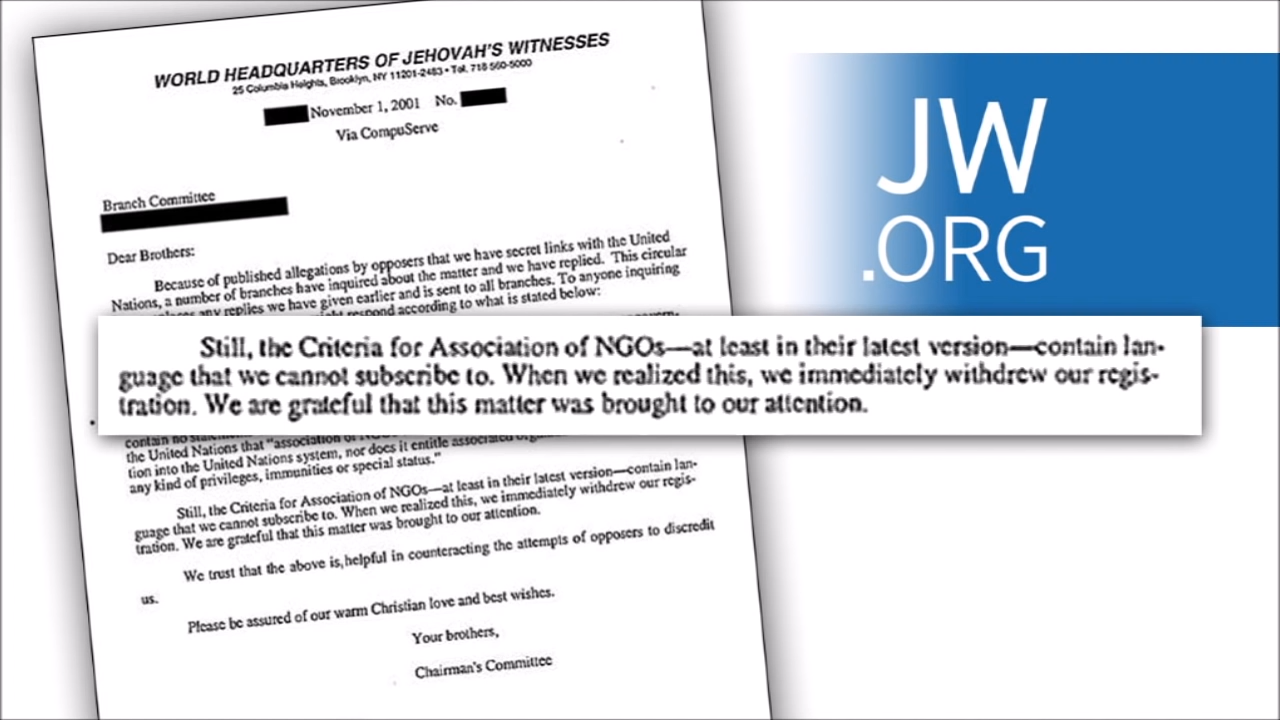 WORLD HEADQUARTERS OF JEHOVAH'S WITNESSES
25 Columbia Heights, Brooklyn, NY 11201-2483 • Tel. 718 560-5000
November 1, 2001 No.
Via CompuServe
Branch Committee
Dear Brothers:
Because of published allegations by opposers that we have secret links with the United
Nations, a number of branches have inquired about the matter and we have replied. This circular
any replies we have given earlier and is sent to all branches. To anyone inquiring
respond according to what is stated below:
Still, the Criteria for Association of NGOs—at least in their latest version—contain lan-
guage that we cannot subscribe to. When we realized this, we immediately withdrew our regis-
tration. We are grateful that this matter was brought to our attention.
contain no
the United Nations that "association of
tion into the United Nations system, nor does it entitle associated
any kind of privileges, immunities or special status."
Still, the Criteria for Association of NGOs—at least in their latest version—contain lan-
guage that we cannot subscribe to. When we realized this, we immediately withdrew our regis-
tration. We are grateful that this matter was brought to our attention.
We trust that the above is,helpful in counteracting the attempts of opposers to discredit
us.
Please be assured of our warm Christian love and best wishes.
Your brothers,
Chairman's Committee
JW
.ORG